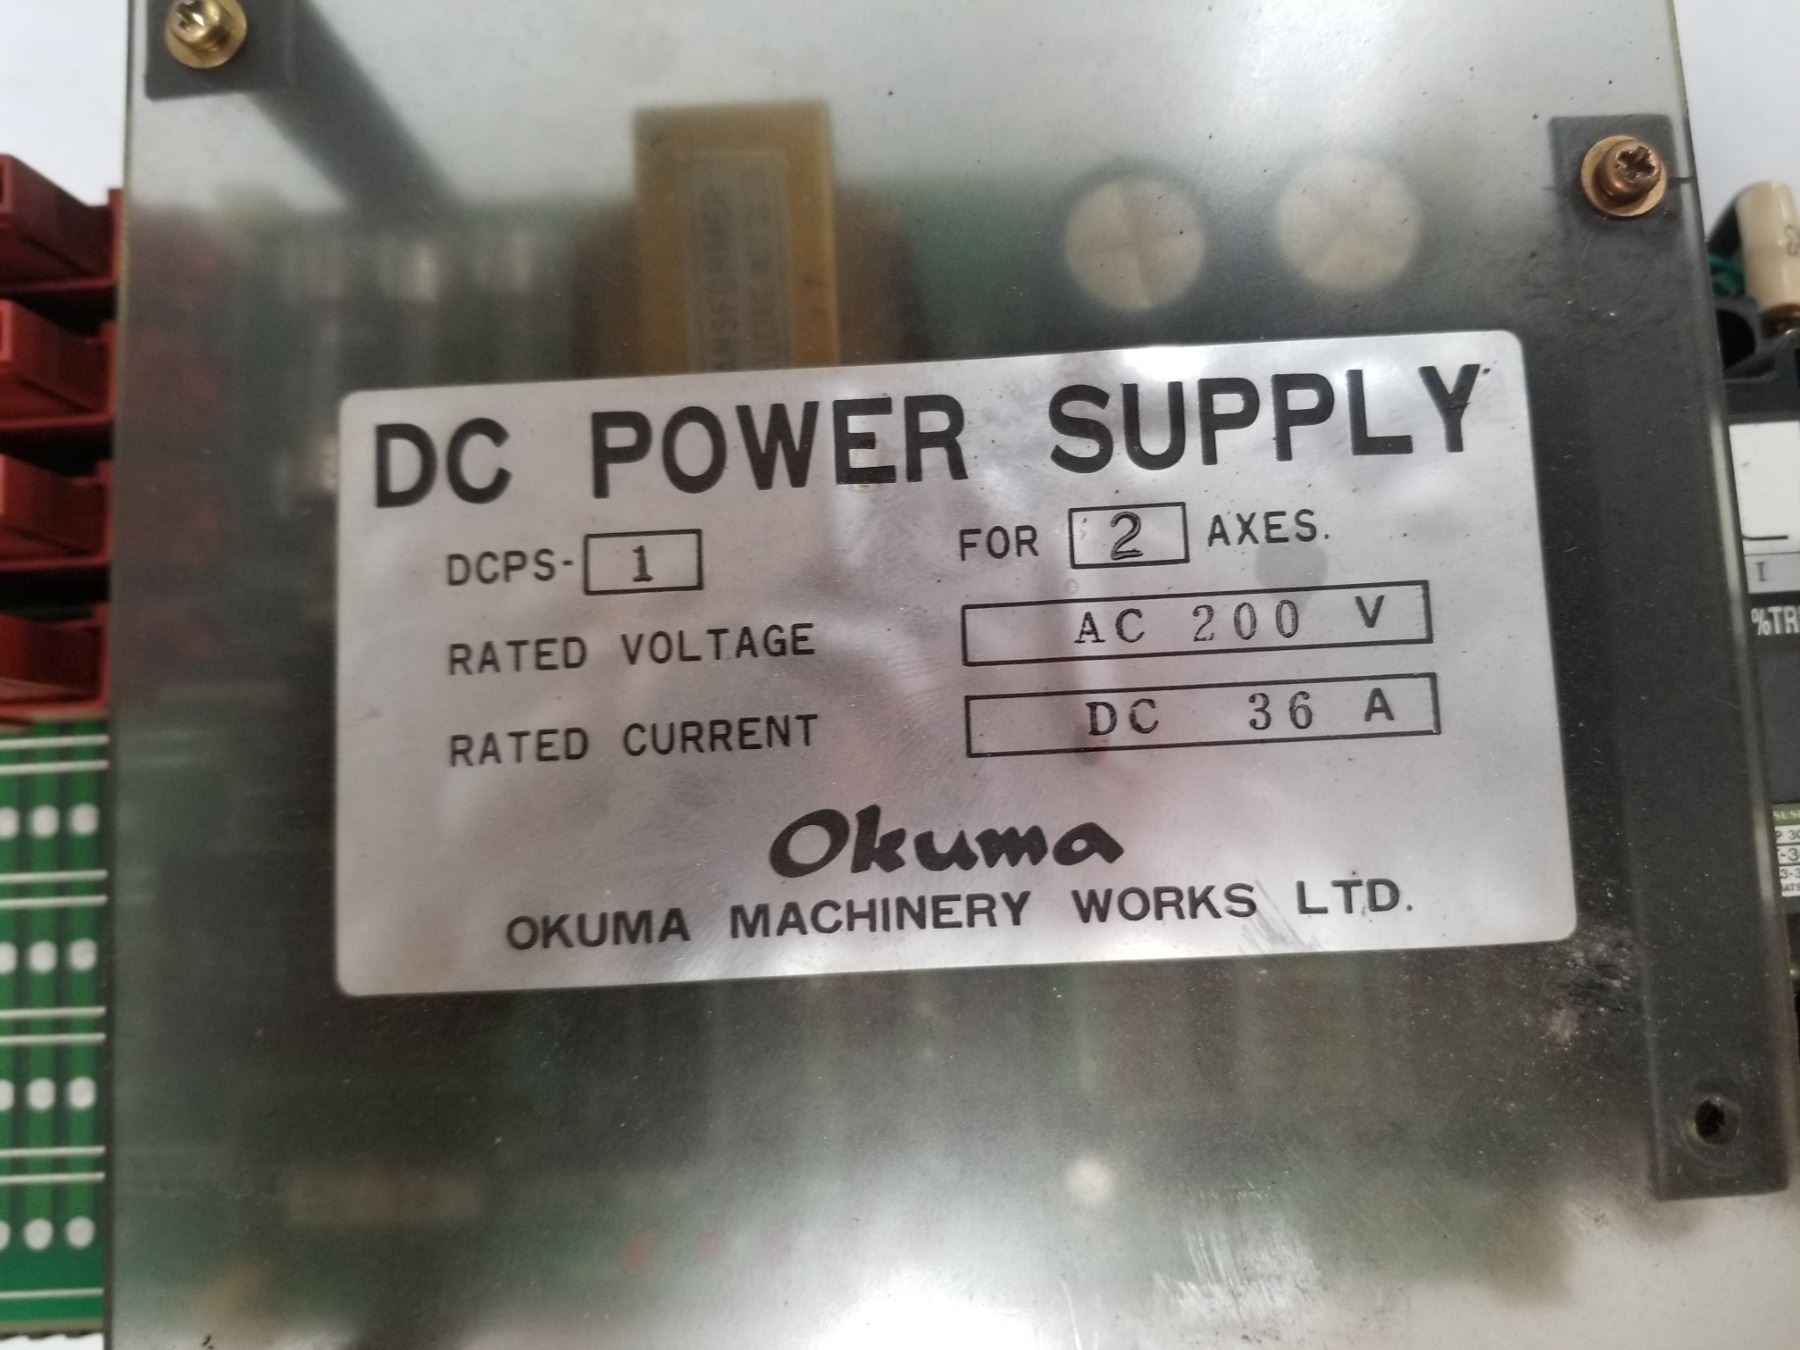 DC POWER SUPPLY
DCPS-1 FOR 2 AXES.
RATED VOLTAGE AC 200 V
RATED CURRENT DC 36 A
Okuma
OKUMA MACHINERY WORKS LTD.
I
%TR